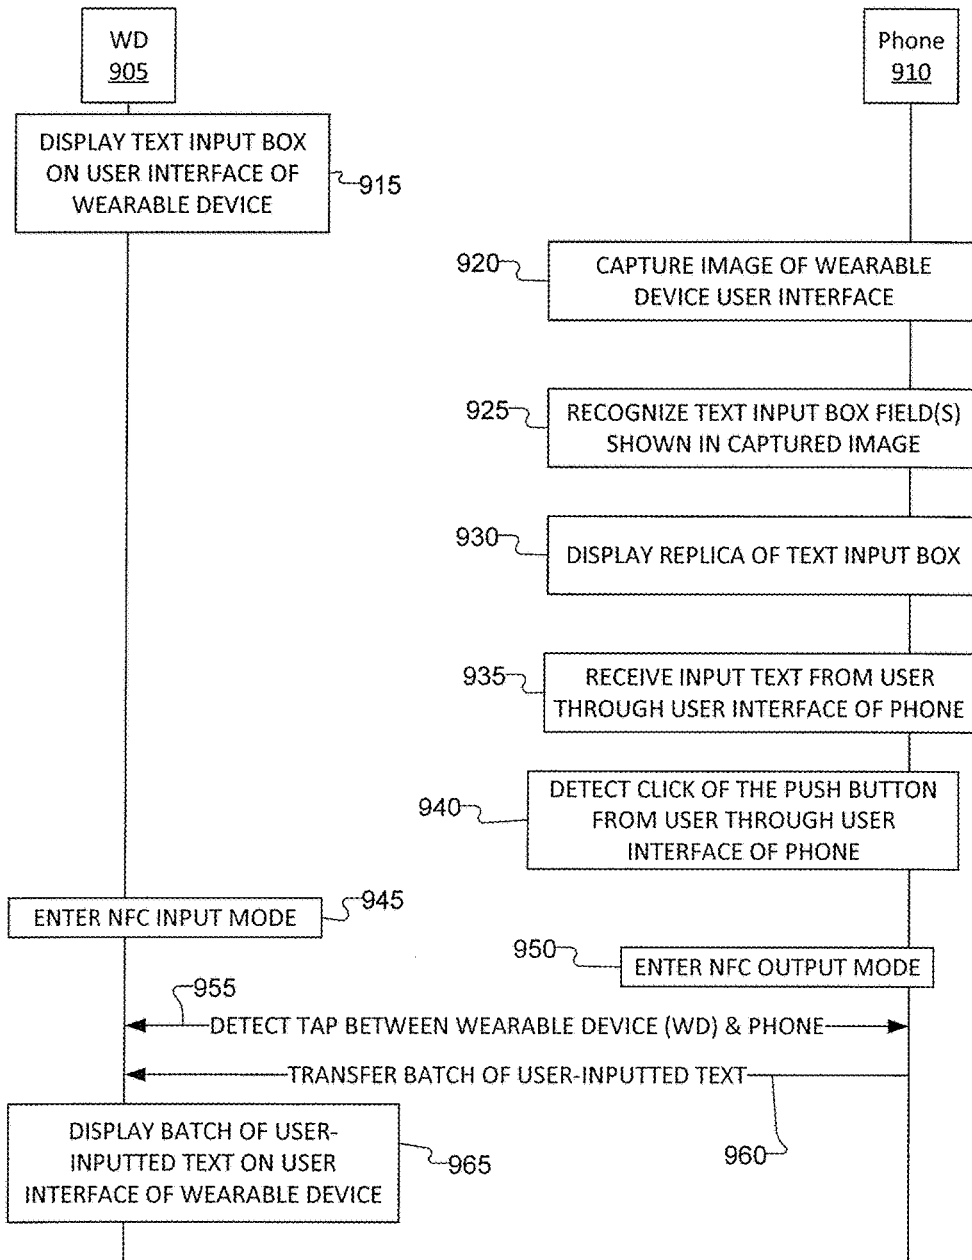 WD
905
Phone
910
DISPLAY TEXT INPUT BOX
ON USER INTERFACE OF
WEARABLE DEVICE
915
920
CAPTURE IMAGE OF WEARABLE
DEVICE USER INTERFACE
925
RECOGNIZE TEXT INPUT BOX FIELD(S)
SHOWN IN CAPTURED IMAGE
930
DISPLAY REPLICA OF TEXT INPUT BOX
935
RECEIVE INPUT TEXT FROM USER
THROUGH USER INTERFACE OF PHONE
940
DETECT CLICK OF THE PUSH BUTTON
FROM USER THROUGH USER
INTERFACE OF PHONE
ENTER NFC INPUT MODE
945
950
ENTER NFC OUTPUT MODE
955
DETECT TAP BETWEEN WEARABLE DEVICE (WD) & PHONE
TRANSFER BATCH OF USER-INPUTTED TEXT
960
DISPLAY BATCH OF USER-
INPUTTED TEXT ON USER
INTERFACE OF WEARABLE DEVICE
965